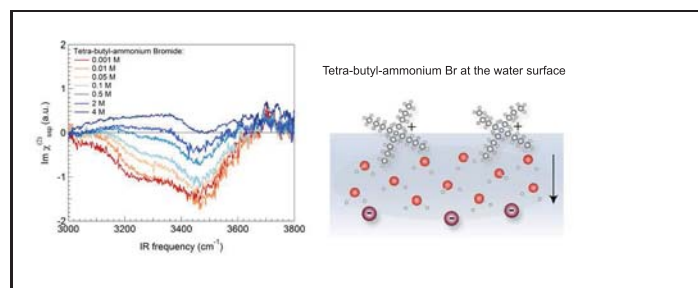 Tetra-butyl-ammonium Bromide:
0.001 M
0.01 M
0.05 M
0.1 M
0.5 M
2 M
4 M
2
1
0
-1
-2
Im χ⁽²⁾ssp (a.u.)
3000 3200 3400 3600 3800
IR frequency (cm⁻¹)
Tetra-butyl-ammonium Br at the water surface
+ +
- - -